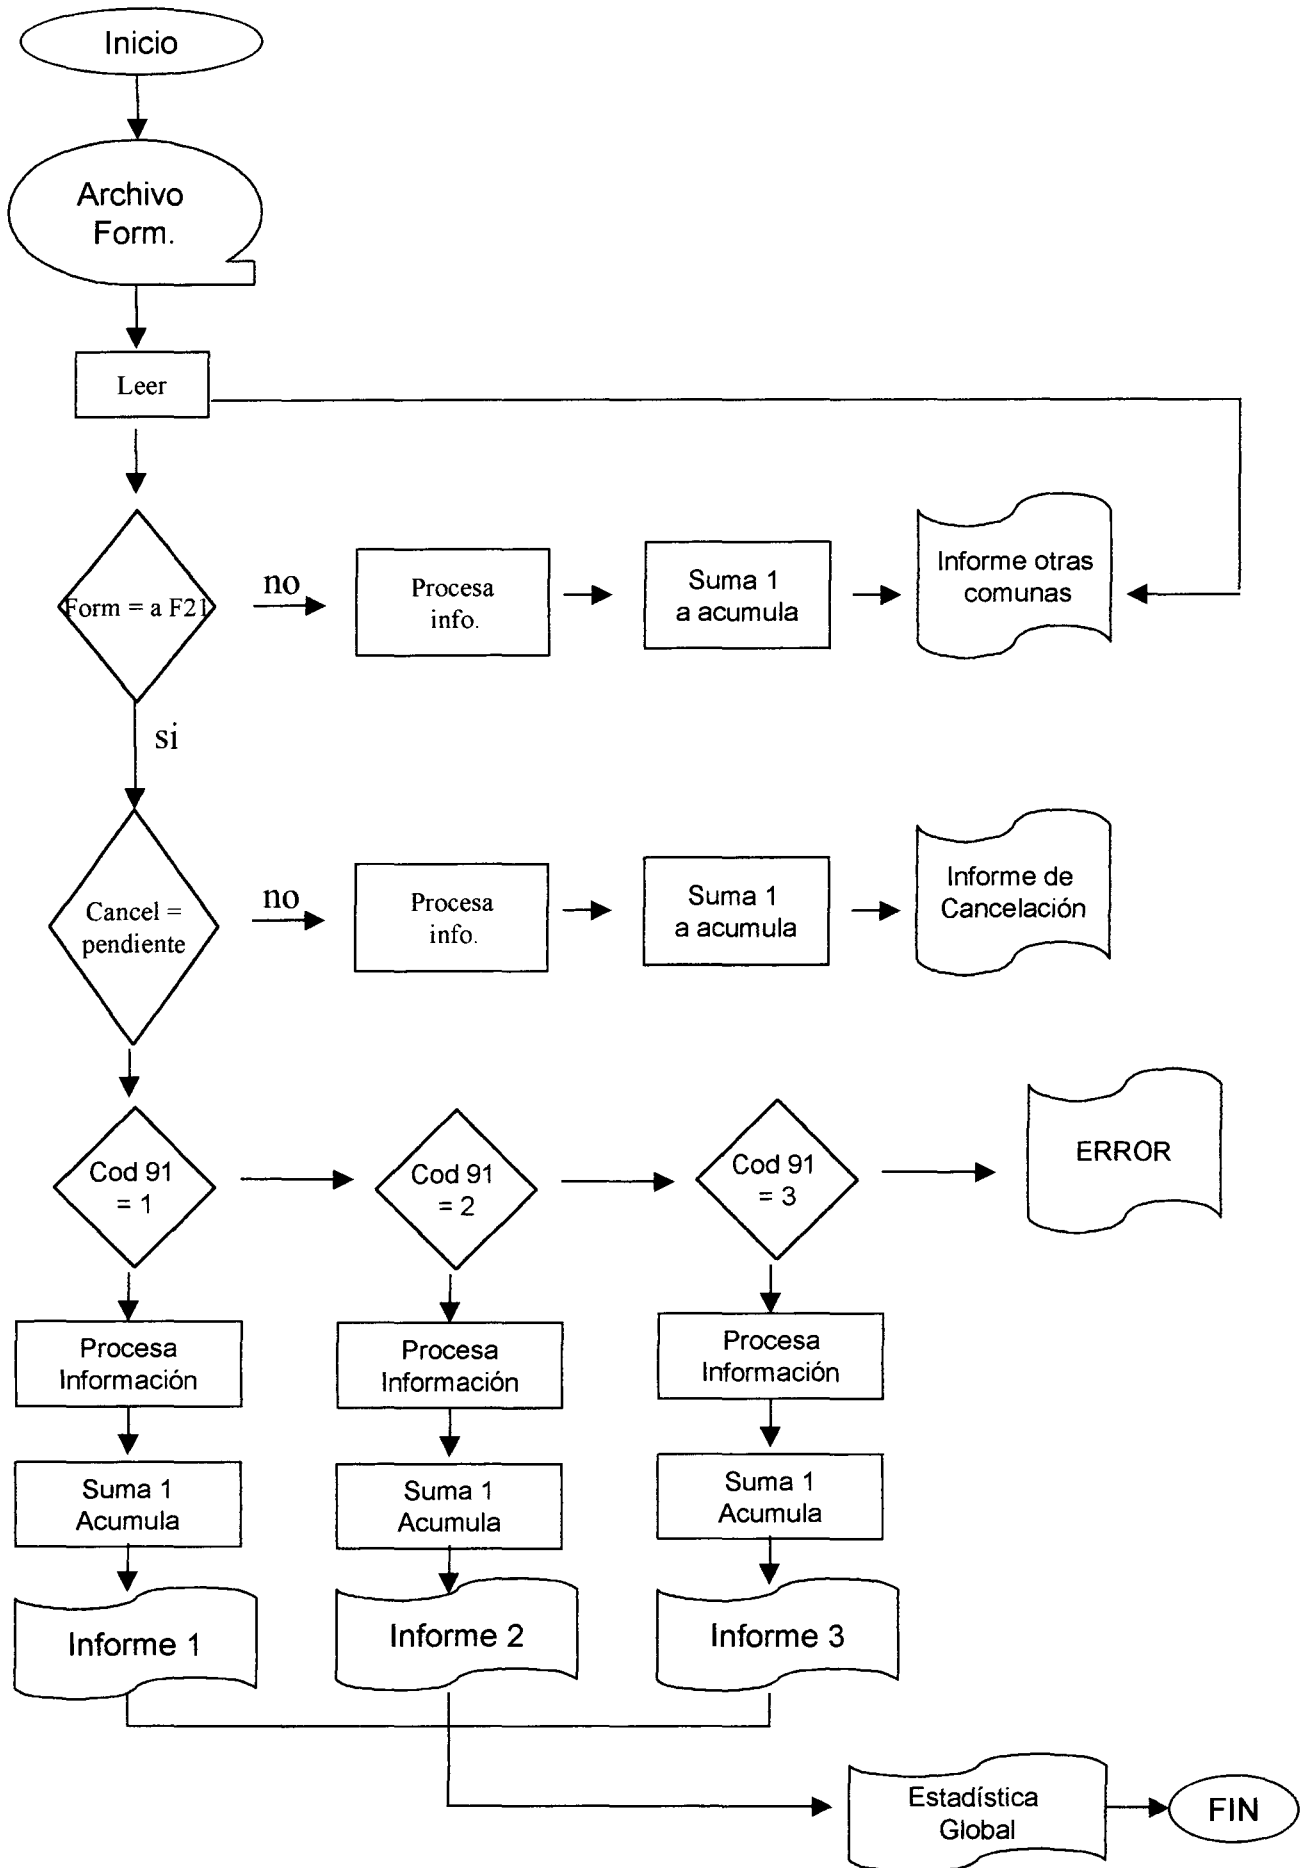 Inicio
Archivo
Form.
Leer
Form = a F21
no
Procesa
info.
Suma 1
a acumula
Informe otras
comunas
si
Cancel =
pendiente
no
Procesa
info.
Suma 1
a acumula
Informe de
Cancelación
Cod 91
= 1
Cod 91
= 2
Cod 91
= 3
ERROR
Procesa
Información
Procesa
Información
Procesa
Información
Suma 1
Acumula
Suma 1
Acumula
Suma 1
Acumula
Informe 1
Informe 2
Informe 3
Estadística
Global
FIN